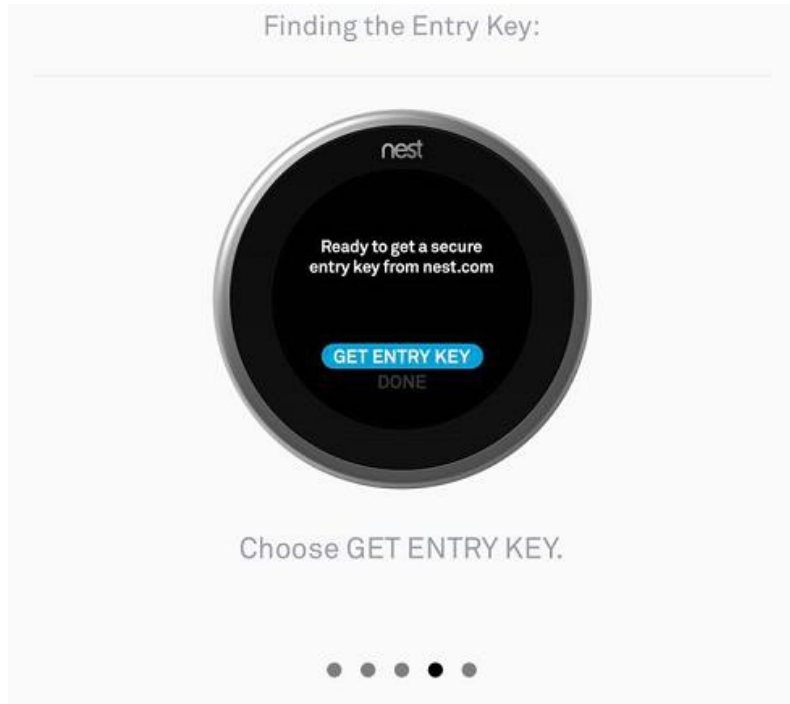 Finding the Entry Key:
nest
Ready to get a secure
entry key from nest.com
GET ENTRY KEY
DONE
Choose GET ENTRY KEY.